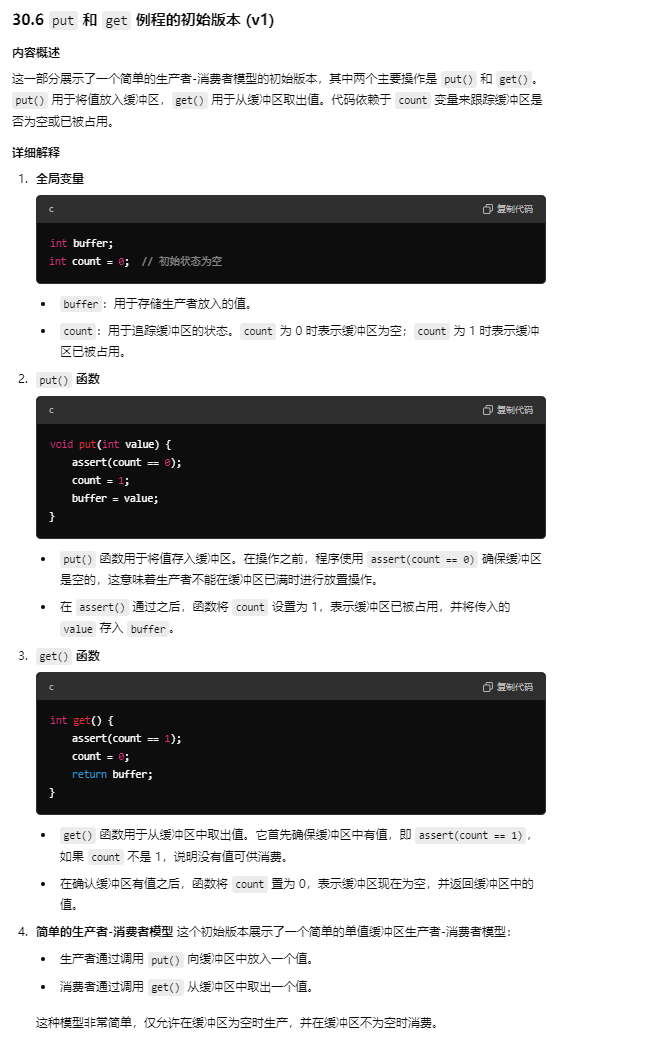 30.6 put 和 get 例程的初始版本 (v1)
内容概述
这一部分展示了一个简单的生产者-消费者模型的初始版本，其中两个主要操作是 put() 和 get() 。
put() 用于将值放入缓冲区， get() 用于从缓冲区取出值。代码依赖于 count 变量来跟踪缓冲区是
否为空或已被占用。
详细解释
1. 全局变量
c 复制代码
int buffer;
int count = 0; // 初始状态为空
• buffer ：用于存储生产者放入的值。
• count ：用于追踪缓冲区的状态。 count 为 0 时表示缓冲区为空； count 为 1 时表示缓冲
区已被占用。
2. put() 函数
c 复制代码
void put(int value) {
assert(count == 0);
count = 1;
buffer = value;
}
• put() 函数用于将值存入缓冲区。在操作之前，程序使用 assert(count == 0) 确保缓冲区
是空的，这意味着生产者不能在缓冲区已满时进行放置操作。
• 在 assert() 通过之后，函数将 count 设置为 1，表示缓冲区已被占用，并将传入的
value 存入 buffer 。
3. get() 函数
c 复制代码
int get() {
assert(count == 1);
count = 0;
return buffer;
}
• get() 函数用于从缓冲区中取出值。它首先确保缓冲区中有值，即 assert(count == 1) ，
如果 count 不是 1，说明没有值可供消费。
• 在确认缓冲区有值之后，函数将 count 置为 0，表示缓冲区现在为空，并返回缓冲区中的
值。
4. 简单的生产者-消费者模型 这个初始版本展示了一个简单的单值缓冲区生产者-消费者模型：
• 生产者通过调用 put() 向缓冲区中放入一个值。
• 消费者通过调用 get() 从缓冲区中取出一个值。
这种模型非常简单，仅允许在缓冲区为空时生产，并在缓冲区不为空时消费。